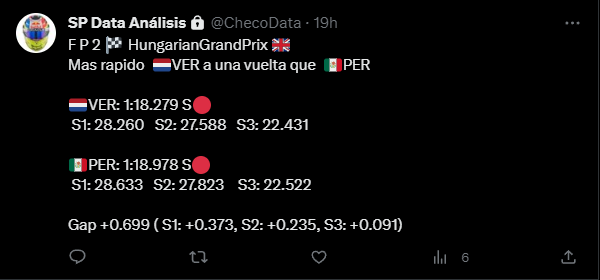 SP Data Análisis @ChecoData · 19h
F P 2 🏁 HungarianGrandPrix 🇬🇧
Mas rapido 🇳🇱VER a una vuelta que 🇲🇽PER
🇳🇱VER: 1:18.279 S🔴
S1: 28.260 S2: 27.588 S3: 22.431
🇲🇽PER: 1:18.978 S🔴
S1: 28.633 S2: 27.823 S3: 22.522
Gap +0.699 ( S1: +0.373, S2: +0.235, S3: +0.091)
6